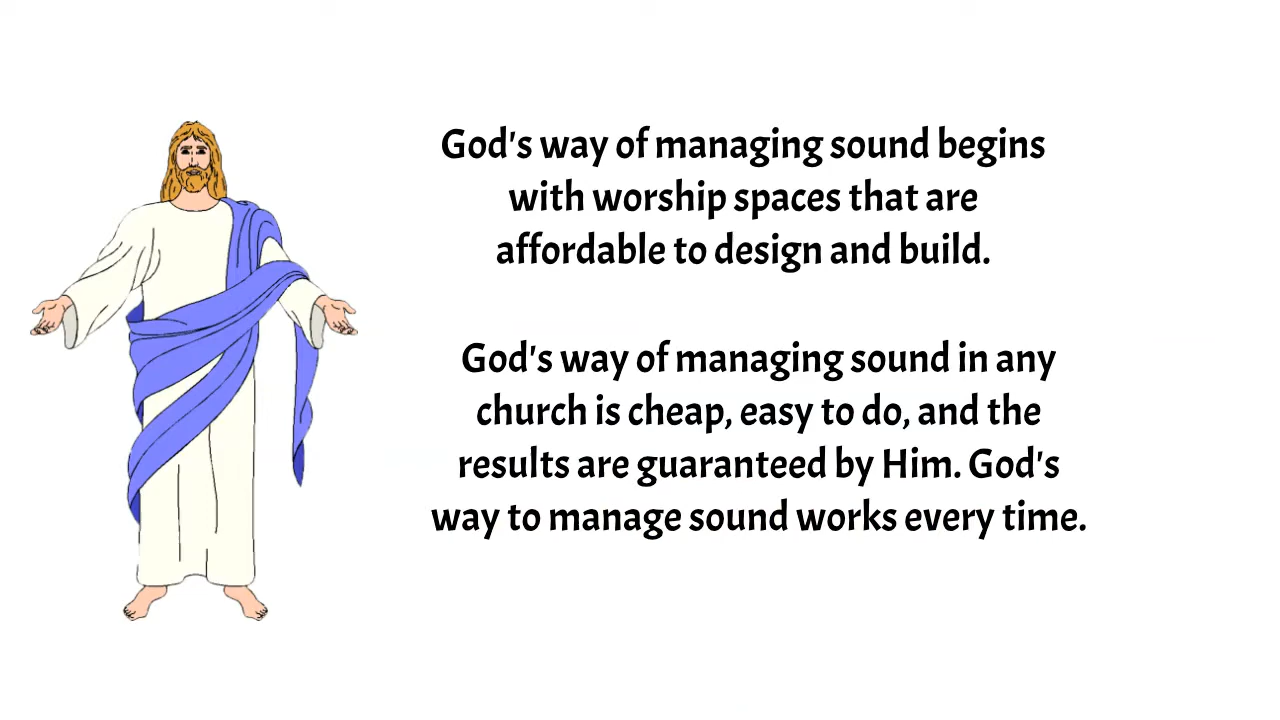 God's way of managing sound begins
with worship spaces that are
affordable to design and build.
God's way of managing sound in any
church is cheap, easy to do, and the
results are guaranteed by Him. God's
way to manage sound works every time.